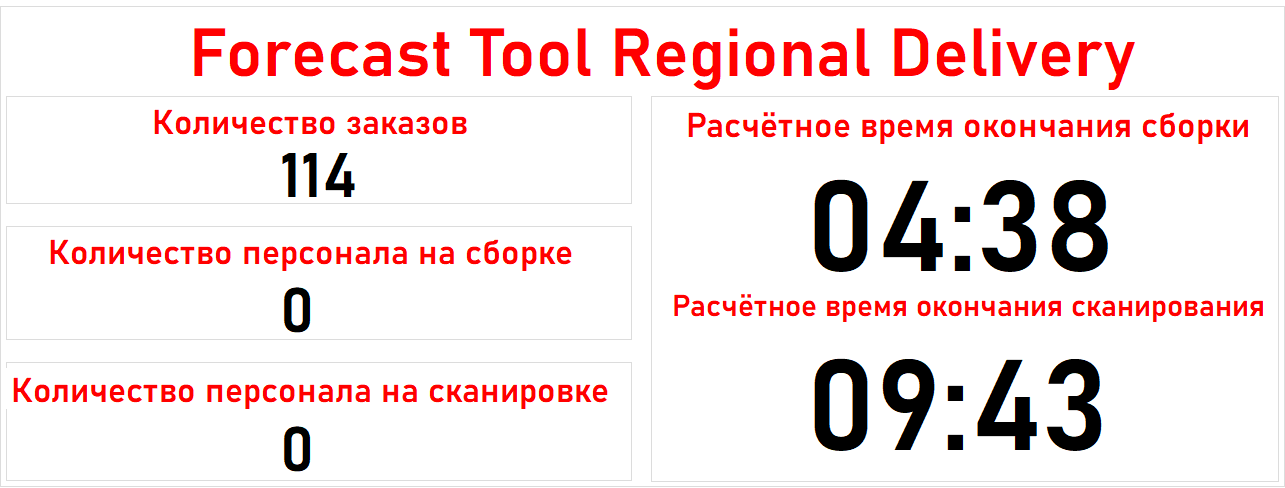 Forecast Tool Regional Delivery
Количество заказов
114
Количество персонала на сборке
0
Количество персонала на сканировке
0
Расчётное время окончания сборки
04:38
Расчётное время окончания сканирования
09:43